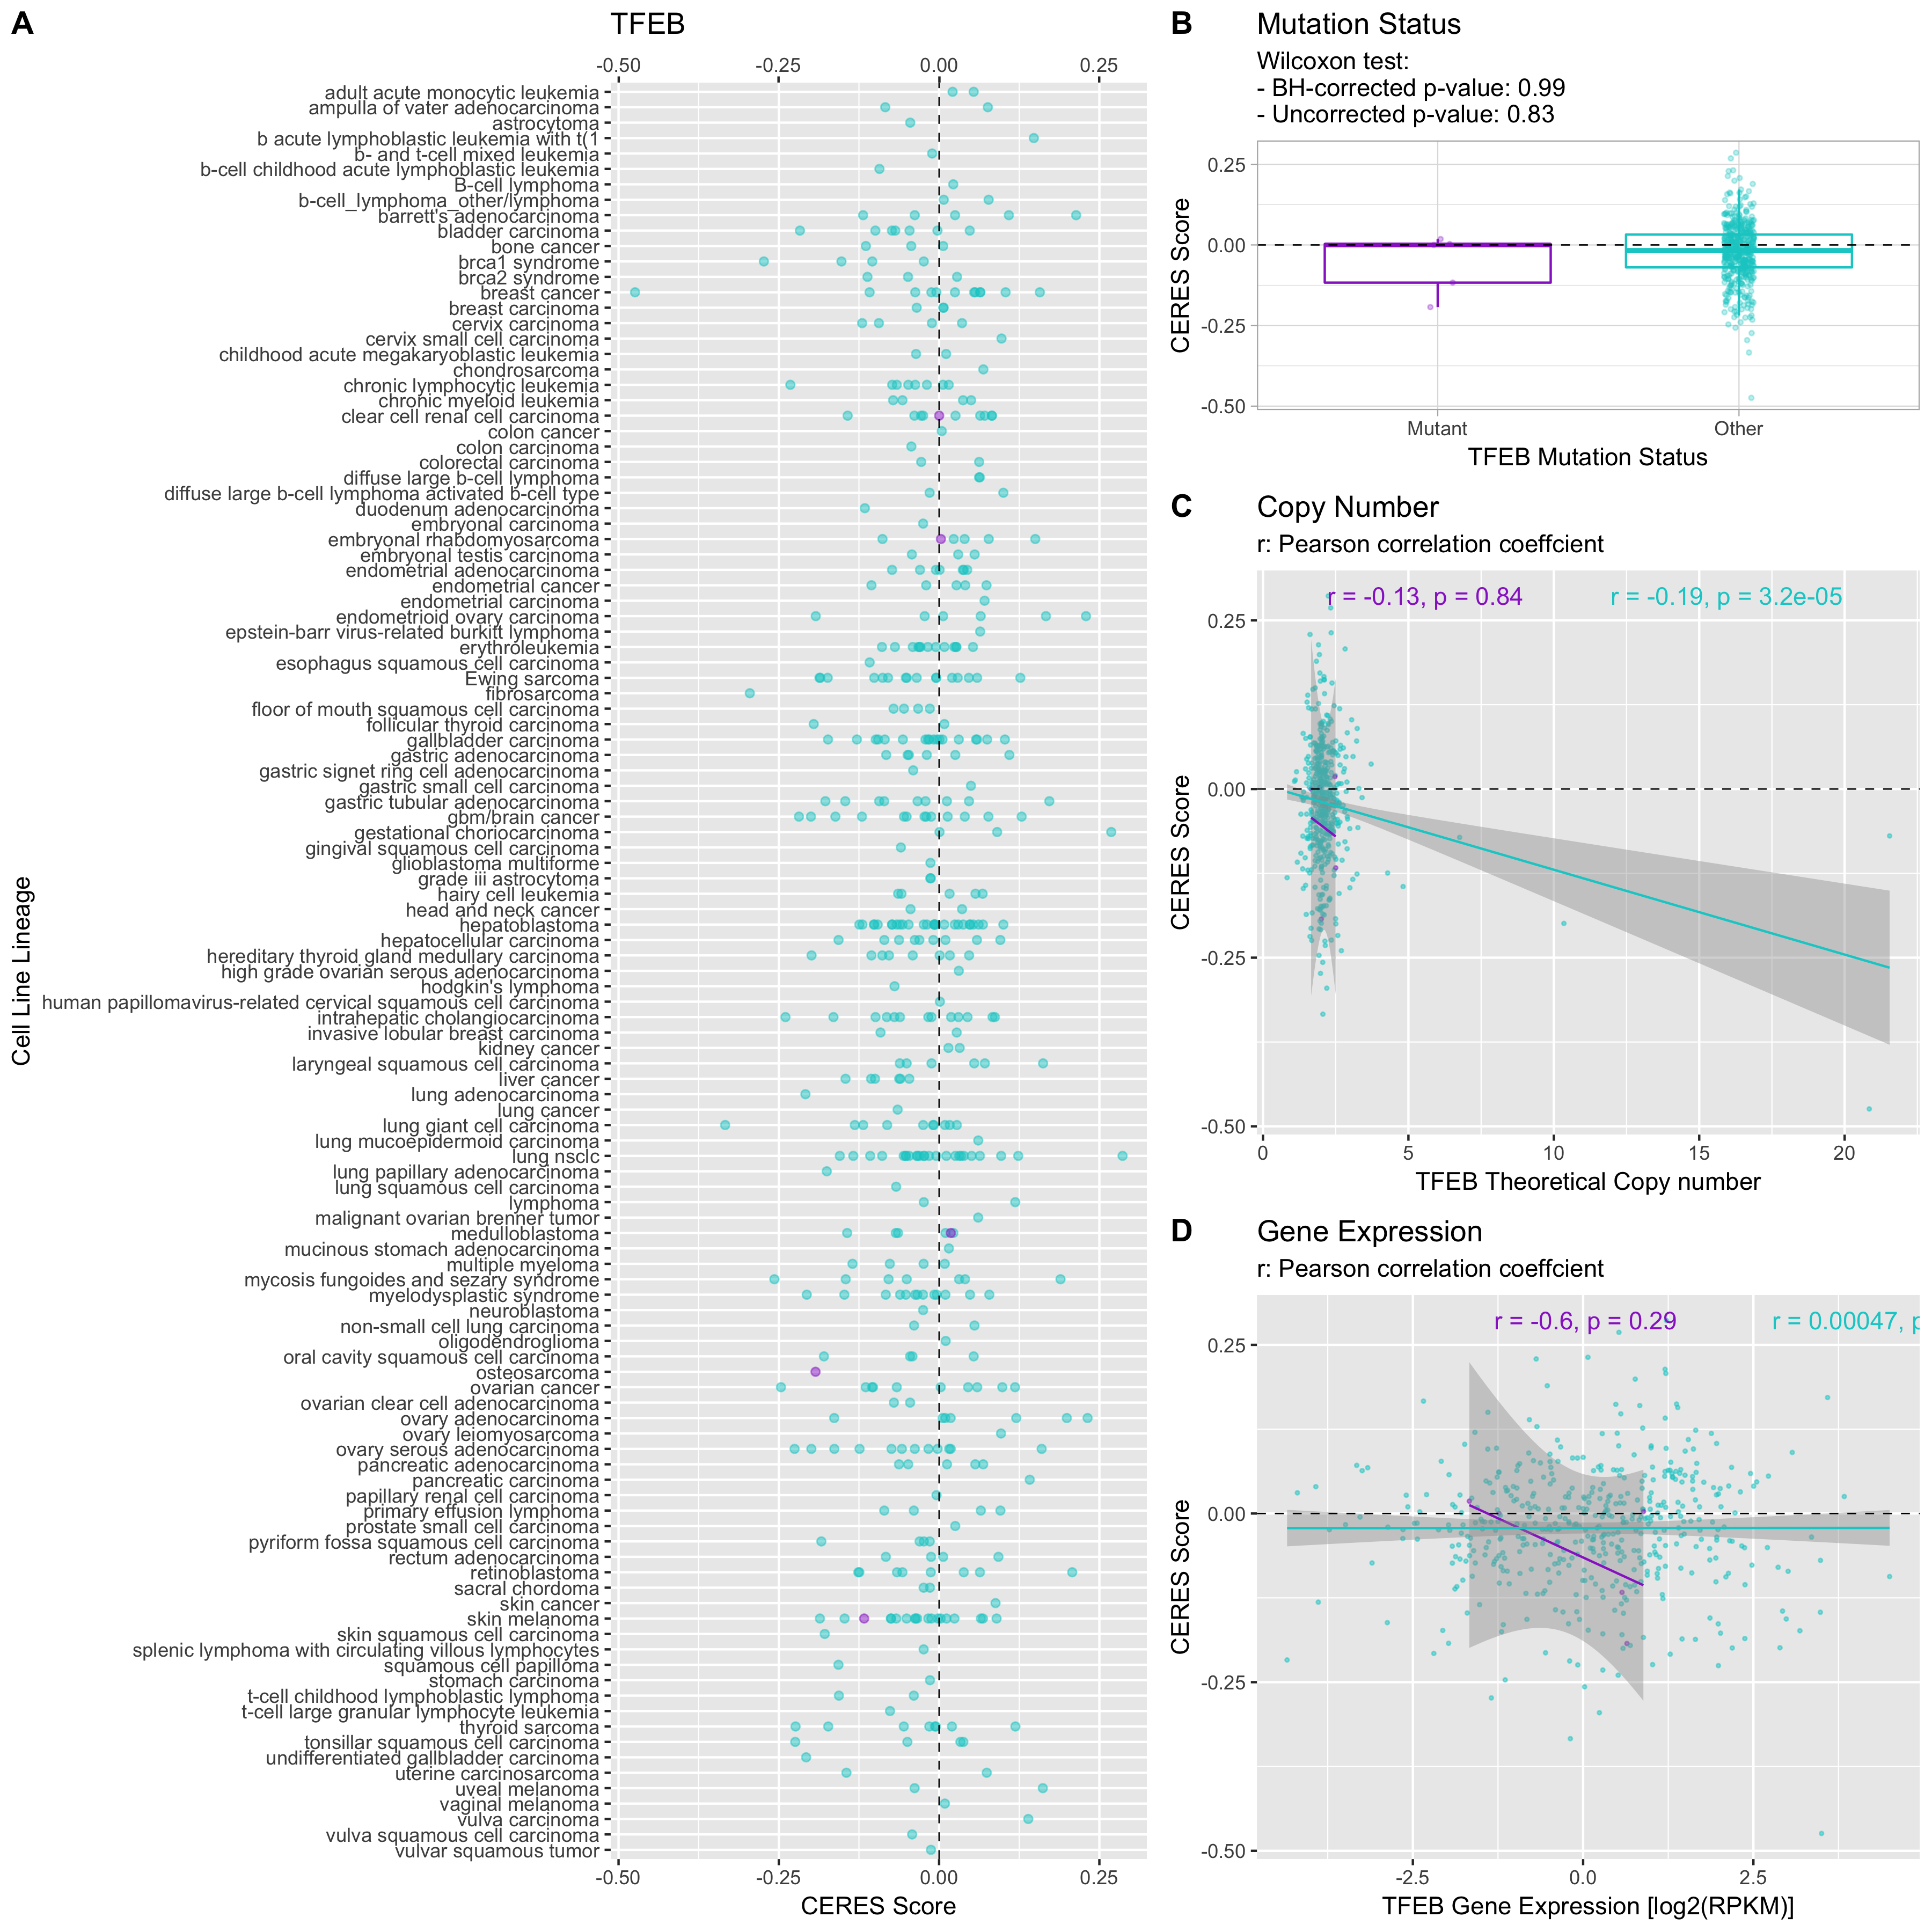 A
TFEB
-0.50 -0.25 0.00 0.25
adult acute monocytic leukemia
ampulla of vater adenocarcinoma
astrocytoma
b acute lymphoblastic leukemia with t(1
b- and t-cell mixed leukemia
b-cell childhood acute lymphoblastic leukemia
B-cell lymphoma
b-cell_lymphoma_other/lymphoma
barrett's adenocarcinoma
bladder carcinoma
bone cancer
brca1 syndrome
brca2 syndrome
breast cancer
breast carcinoma
cervix carcinoma
cervix small cell carcinoma
childhood acute megakaryoblastic leukemia
chondrosarcoma
chronic lymphocytic leukemia
chronic myeloid leukemia
clear cell renal cell carcinoma
colon cancer
colon carcinoma
colorectal carcinoma
diffuse large b-cell lymphoma
diffuse large b-cell lymphoma activated b-cell type
duodenum adenocarcinoma
embryonal carcinoma
embryonal rhabdomyosarcoma
embryonal testis carcinoma
endometrial adenocarcinoma
endometrial cancer
endometrial carcinoma
endometrioid ovary carcinoma
epstein-barr virus-related burkitt lymphoma
erythroleukemia
esophagus squamous cell carcinoma
Ewing sarcoma
fibrosarcoma
floor of mouth squamous cell carcinoma
follicular thyroid carcinoma
gallbladder carcinoma
gastric adenocarcinoma
gastric signet ring cell adenocarcinoma
gastric small cell carcinoma
gastric tubular adenocarcinoma
gbm/brain cancer
gestational choriocarcinoma
gingival squamous cell carcinoma
glioblastoma multiforme
grade iii astrocytoma
hairy cell leukemia
head and neck cancer
hepatoblastoma
hepatocellular carcinoma
hereditary thyroid gland medullary carcinoma
high grade ovarian serous adenocarcinoma
hodgkin's lymphoma
human papillomavirus-related cervical squamous cell carcinoma
intrahepatic cholangiocarcinoma
invasive lobular breast carcinoma
kidney cancer
laryngeal squamous cell carcinoma
liver cancer
lung adenocarcinoma
lung cancer
lung giant cell carcinoma
lung mucoepidermoid carcinoma
lung nsclc
lung papillary adenocarcinoma
lung squamous cell carcinoma
lymphoma
malignant ovarian brenner tumor
medulloblastoma
mucinous stomach adenocarcinoma
multiple myeloma
mycosis fungoides and sezary syndrome
myelodysplastic syndrome
neuroblastoma
non-small cell lung carcinoma
oligodendroglioma
oral cavity squamous cell carcinoma
osteosarcoma
ovarian cancer
ovarian clear cell adenocarcinoma
ovary adenocarcinoma
ovary leiomyosarcoma
ovary serous adenocarcinoma
pancreatic adenocarcinoma
pancreatic carcinoma
papillary renal cell carcinoma
primary effusion lymphoma
prostate small cell carcinoma
pyriform fossa squamous cell carcinoma
rectum adenocarcinoma
retinoblastoma
sacral chordoma
skin cancer
skin melanoma
skin squamous cell carcinoma
splenic lymphoma with circulating villous lymphocytes
squamous cell papilloma
stomach carcinoma
t-cell childhood lymphoblastic lymphoma
t-cell large granular lymphocyte leukemia
thyroid sarcoma
tonsillar squamous cell carcinoma
undifferentiated gallbladder carcinoma
uterine carcinosarcoma
uveal melanoma
vaginal melanoma
vulva carcinoma
vulva squamous cell carcinoma
vulvar squamous tumor
-0.50 -0.25 0.00 0.25
CERES Score
Cell Line Lineage
B
Mutation Status
Wilcoxon test:
- BH-corrected p-value: 0.99
- Uncorrected p-value: 0.83
0.25
0.00
-0.25
-0.50
CERES Score
Mutant Other
TFEB Mutation Status
C
Copy Number
r: Pearson correlation coeffcient
r = -0.13, p = 0.84 r = -0.19, p = 3.2e-05
0.25
0.00
-0.25
-0.50
CERES Score
0 5 10 15 20
TFEB Theoretical Copy number
D
Gene Expression
r: Pearson correlation coeffcient
r = -0.6, p = 0.29 r = 0.00047, p
0.25
0.00
-0.25
-0.50
CERES Score
-2.5 0.0 2.5
TFEB Gene Expression [log2(RPKM)]